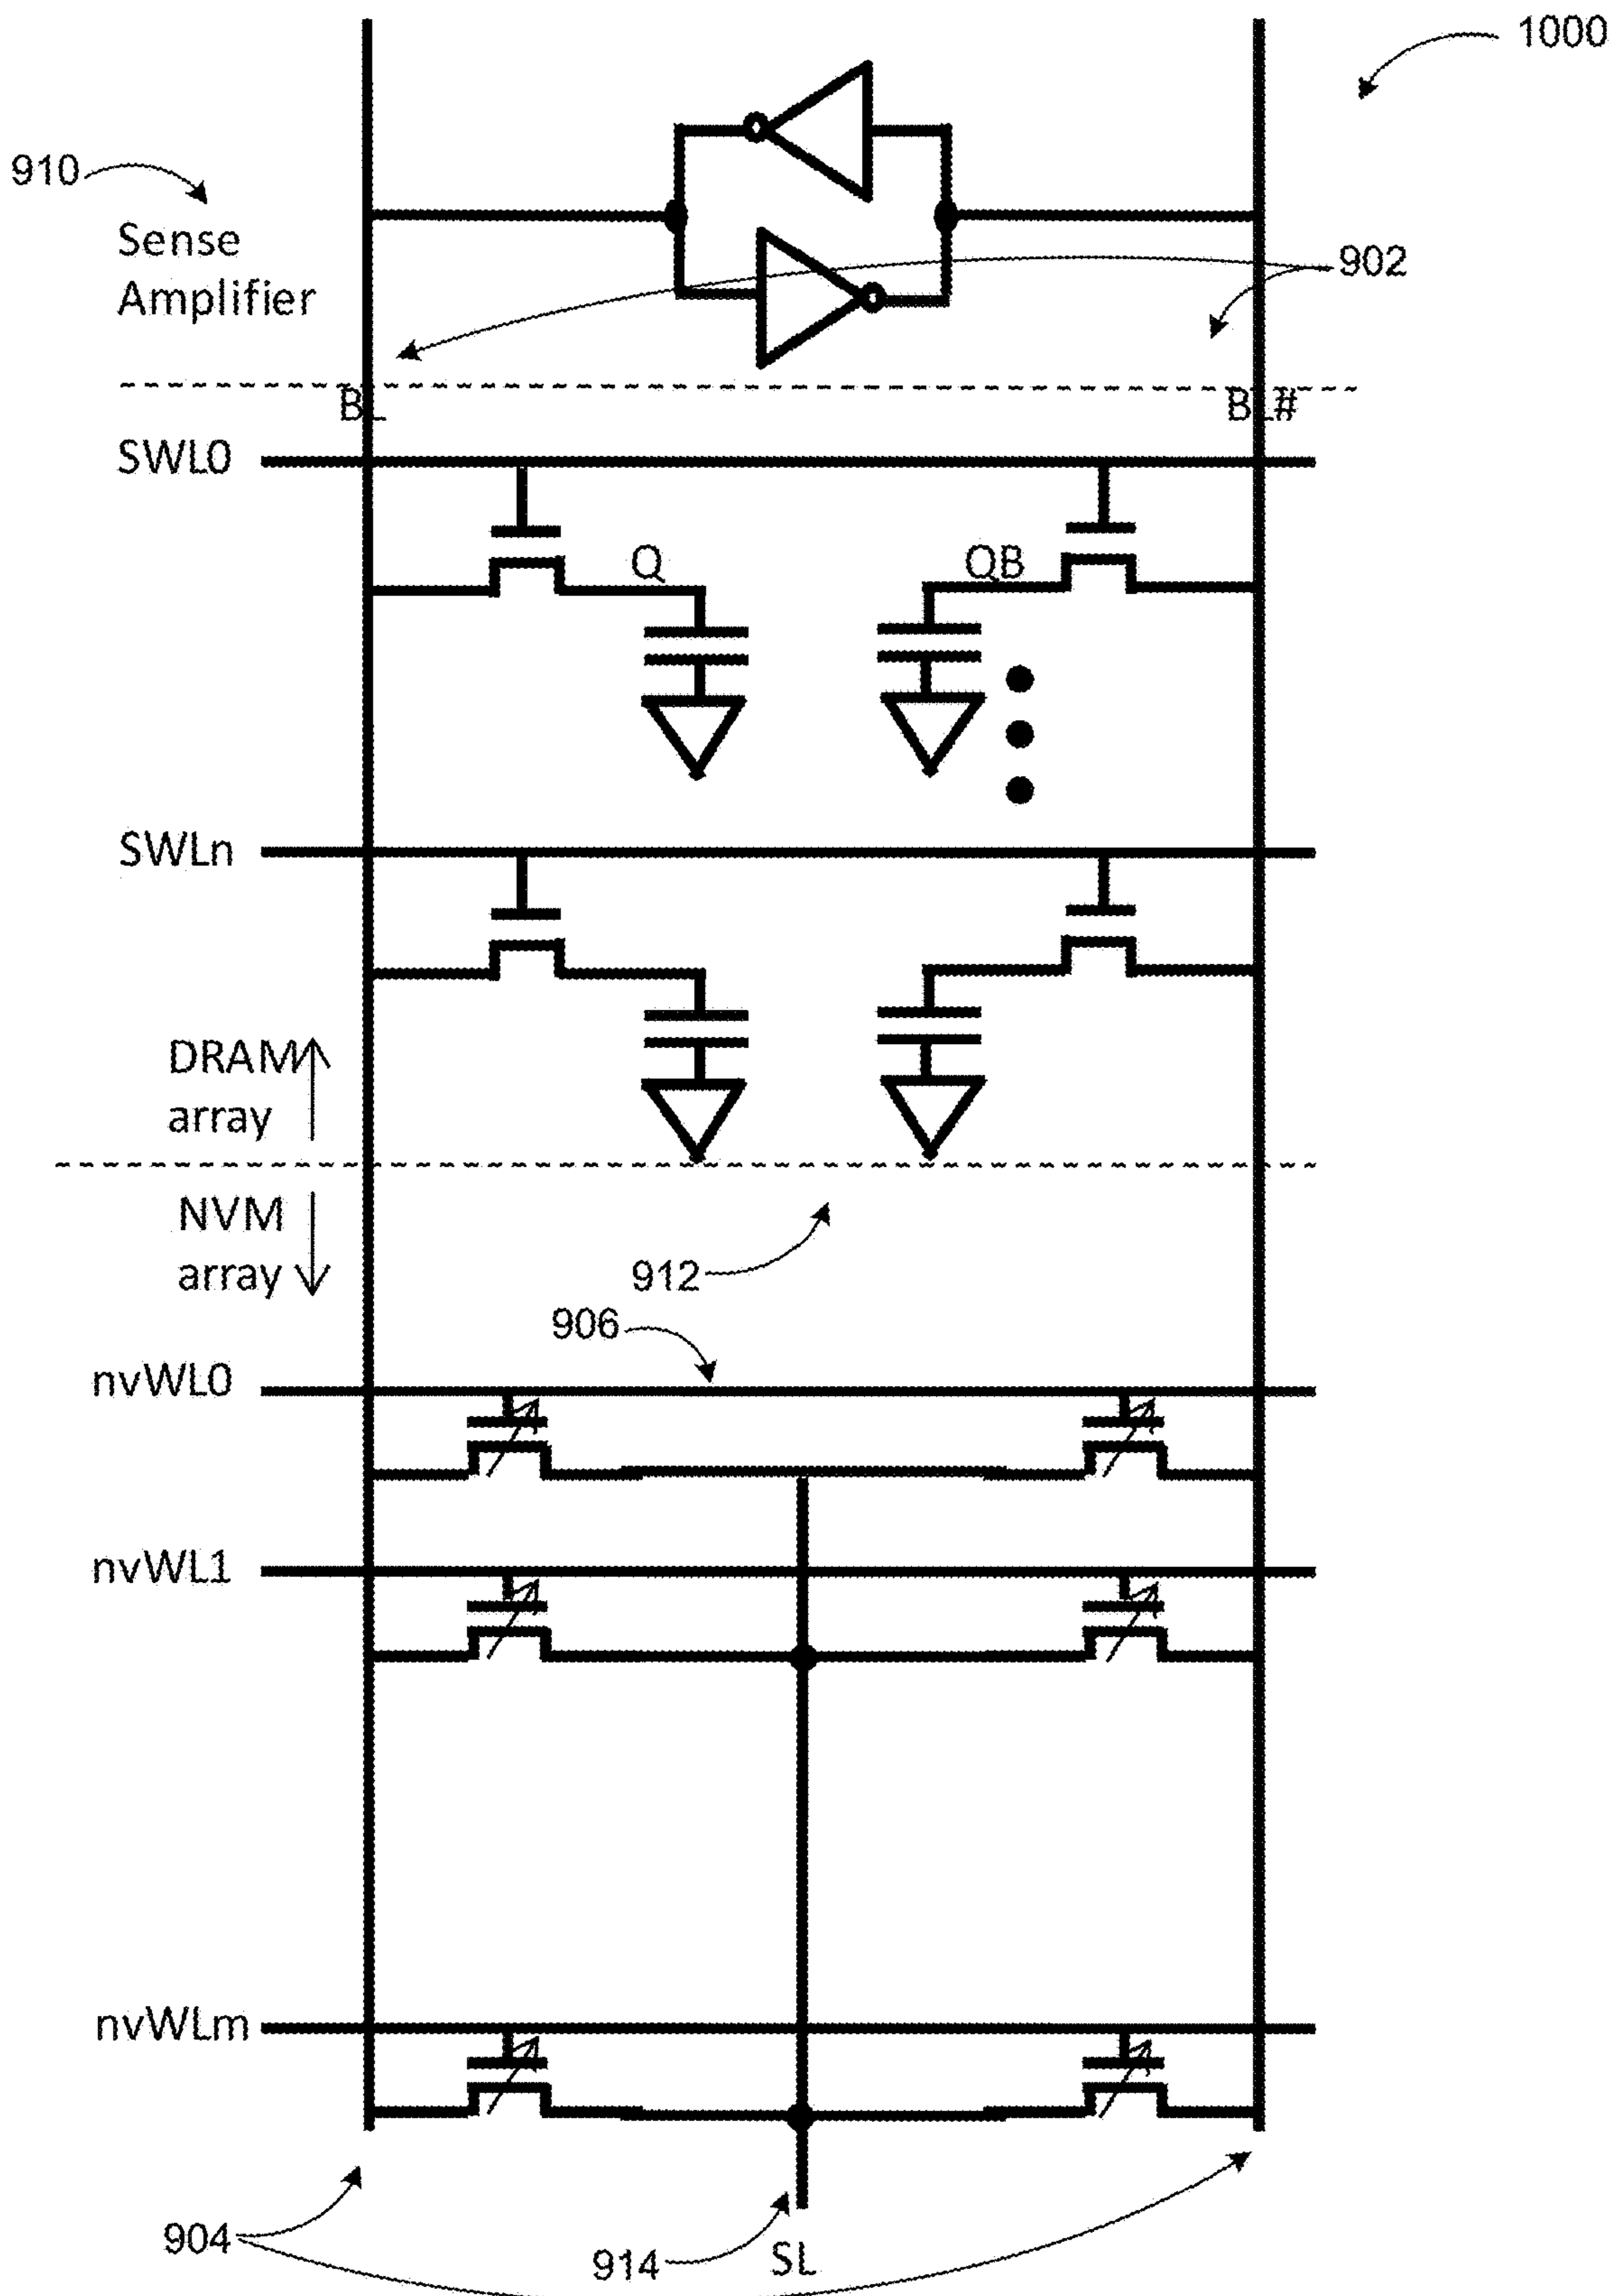 1000
910
Sense
Amplifier
902
BL
BL#
SWL0
Q
QB
SWLn
DRAM
array
NVM
array
912
906
nvWL0
nvWL1
nvWLm
904
914
SL